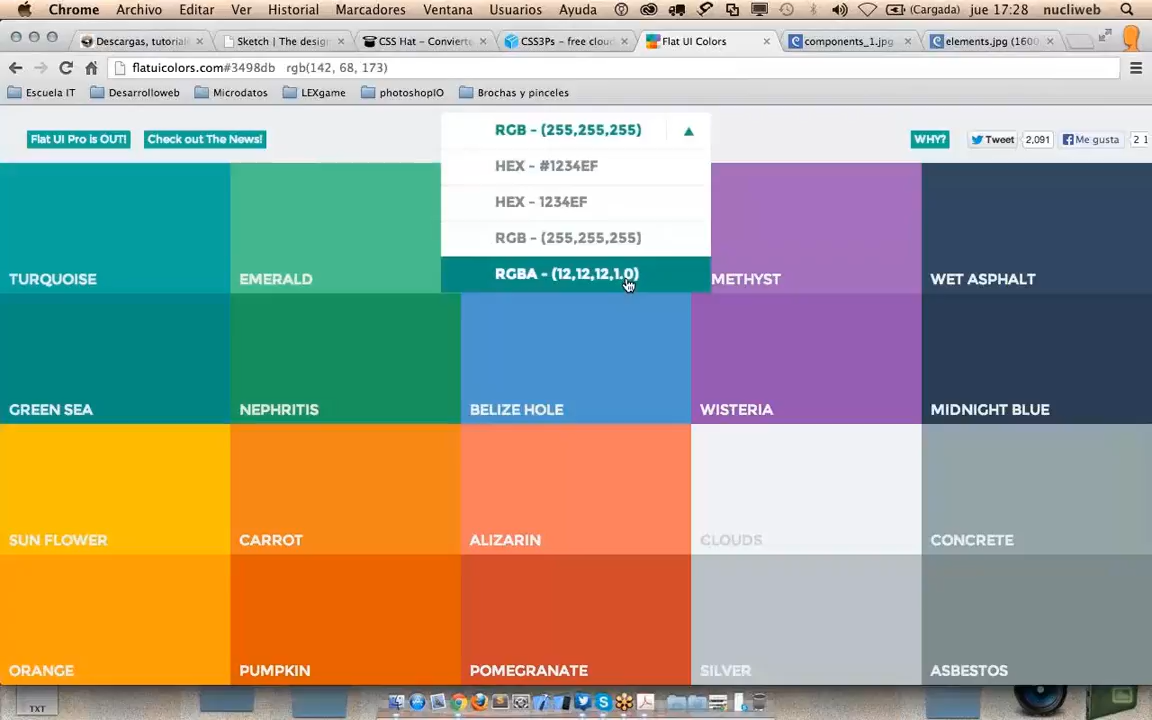 Chrome Archivo Editar Ver Historial Marcadores Ventana Usuarios Ayuda (Cargada) jue 17:28 nucliweb
Descargas, tutorial Sketch | The desig CSS Hat – Converte CSS3Ps – free clou Flat UI Colors components_1.jpg elements.jpg (1600
flatuicolors.com#3498db rgb(142, 68, 173)
Escuela IT Desarrolloweb Microdatos LEXgame photoshopIO Brochas y pinceles
Flat UI Pro is OUT! Check out The News! RGB - (255,255,255) WHY? Tweet 2,091 Me gusta 2 1
HEX - #1234EF
HEX - 1234EF
RGB - (255,255,255)
RGBA - (12,12,12,1.0)
TURQUOISE EMERALD METHYST WET ASPHALT
GREEN SEA NEPHRITIS BELIZE HOLE WISTERIA MIDNIGHT BLUE
SUN FLOWER CARROT ALIZARIN CLOUDS CONCRETE
ORANGE PUMPKIN POMEGRANATE SILVER ASBESTOS
TXT